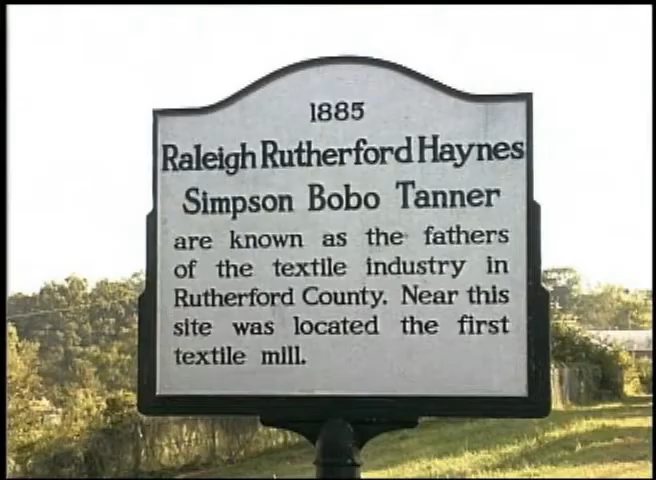 1885
Raleigh Rutherford Haynes
Simpson Bobo Tanner
are known as the fathers
of the textile industry in
Rutherford County. Near this
site was located the first
textile mill.